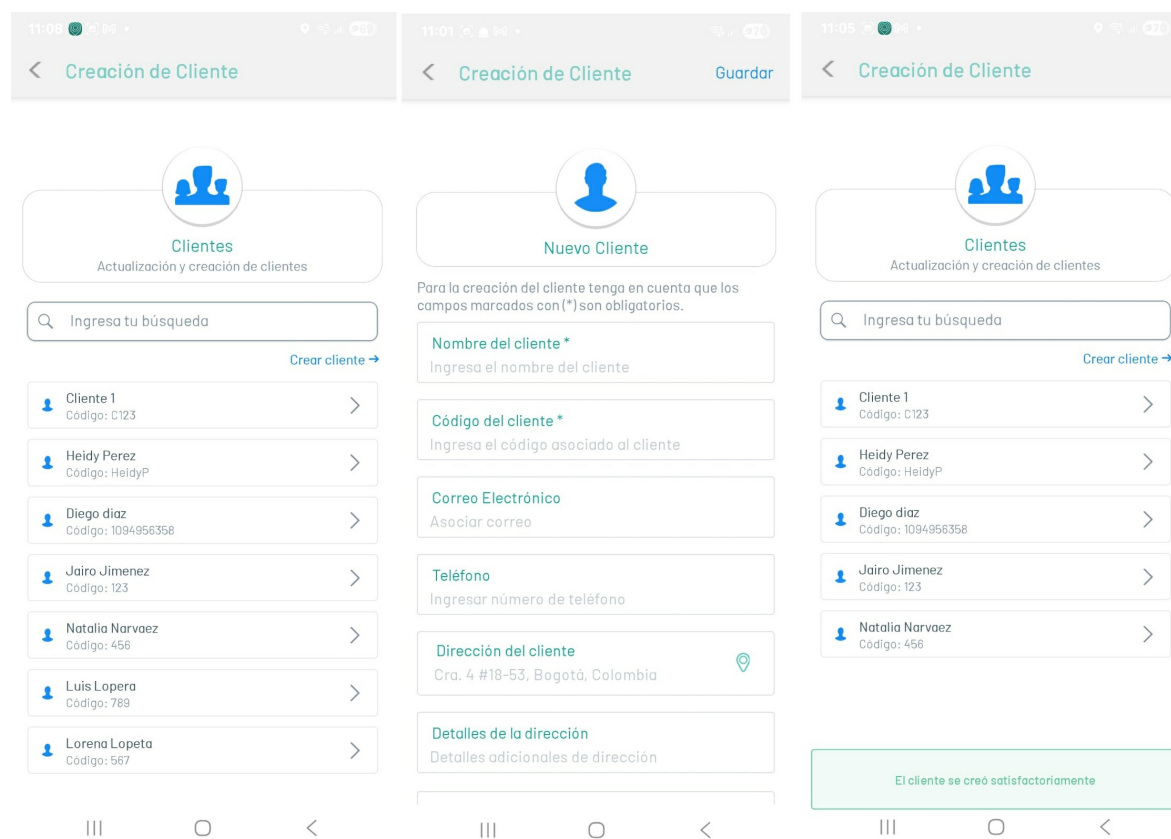 11:08
Creación de Cliente
Clientes
Actualización y creación de clientes
Ingresa tu búsqueda
Crear cliente →
Cliente 1
Código: C123
Heidy Perez
Código: HeidyP
Diego diaz
Código: 1094956358
Jairo Jimenez
Código: 123
Natalia Narvaez
Código: 456
Luis Lopera
Código: 789
Lorena Lopeta
Código: 567
11:01
Creación de Cliente
Guardar
Nuevo Cliente
Para la creación del cliente tenga en cuenta que los
campos marcados con (*) son obligatorios.
Nombre del cliente *
Ingresa el nombre del cliente
Código del cliente *
Ingresa el código asociado al cliente
Correo Electrónico
Asociar correo
Teléfono
Ingresar número de teléfono
Dirección del cliente
Cra. 4 #18-53, Bogotá, Colombia
Detalles de la dirección
Detalles adicionales de dirección
11:05
Creación de Cliente
Clientes
Actualización y creación de clientes
Ingresa tu búsqueda
Crear cliente →
Cliente 1
Código: C123
Heidy Perez
Código: HeidyP
Diego diaz
Código: 1094956358
Jairo Jimenez
Código: 123
Natalia Narvaez
Código: 456
El cliente se creó satisfactoriamente